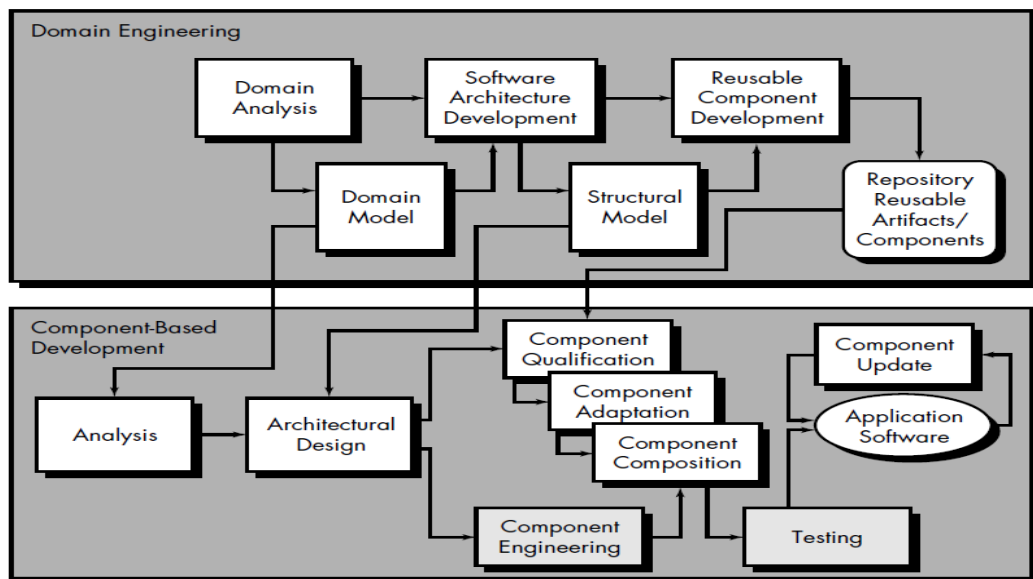 Domain Engineering
Domain
Analysis
Software
Architecture
Development
Reusable
Component
Development
Domain
Model
Structural
Model
Repository
Reusable
Artifacts/
Components
Component-Based
Development
Analysis
Architectural
Design
Component
Qualification
Component
Adaptation
Component
Composition
Component
Engineering
Testing
Component
Update
Application
Software